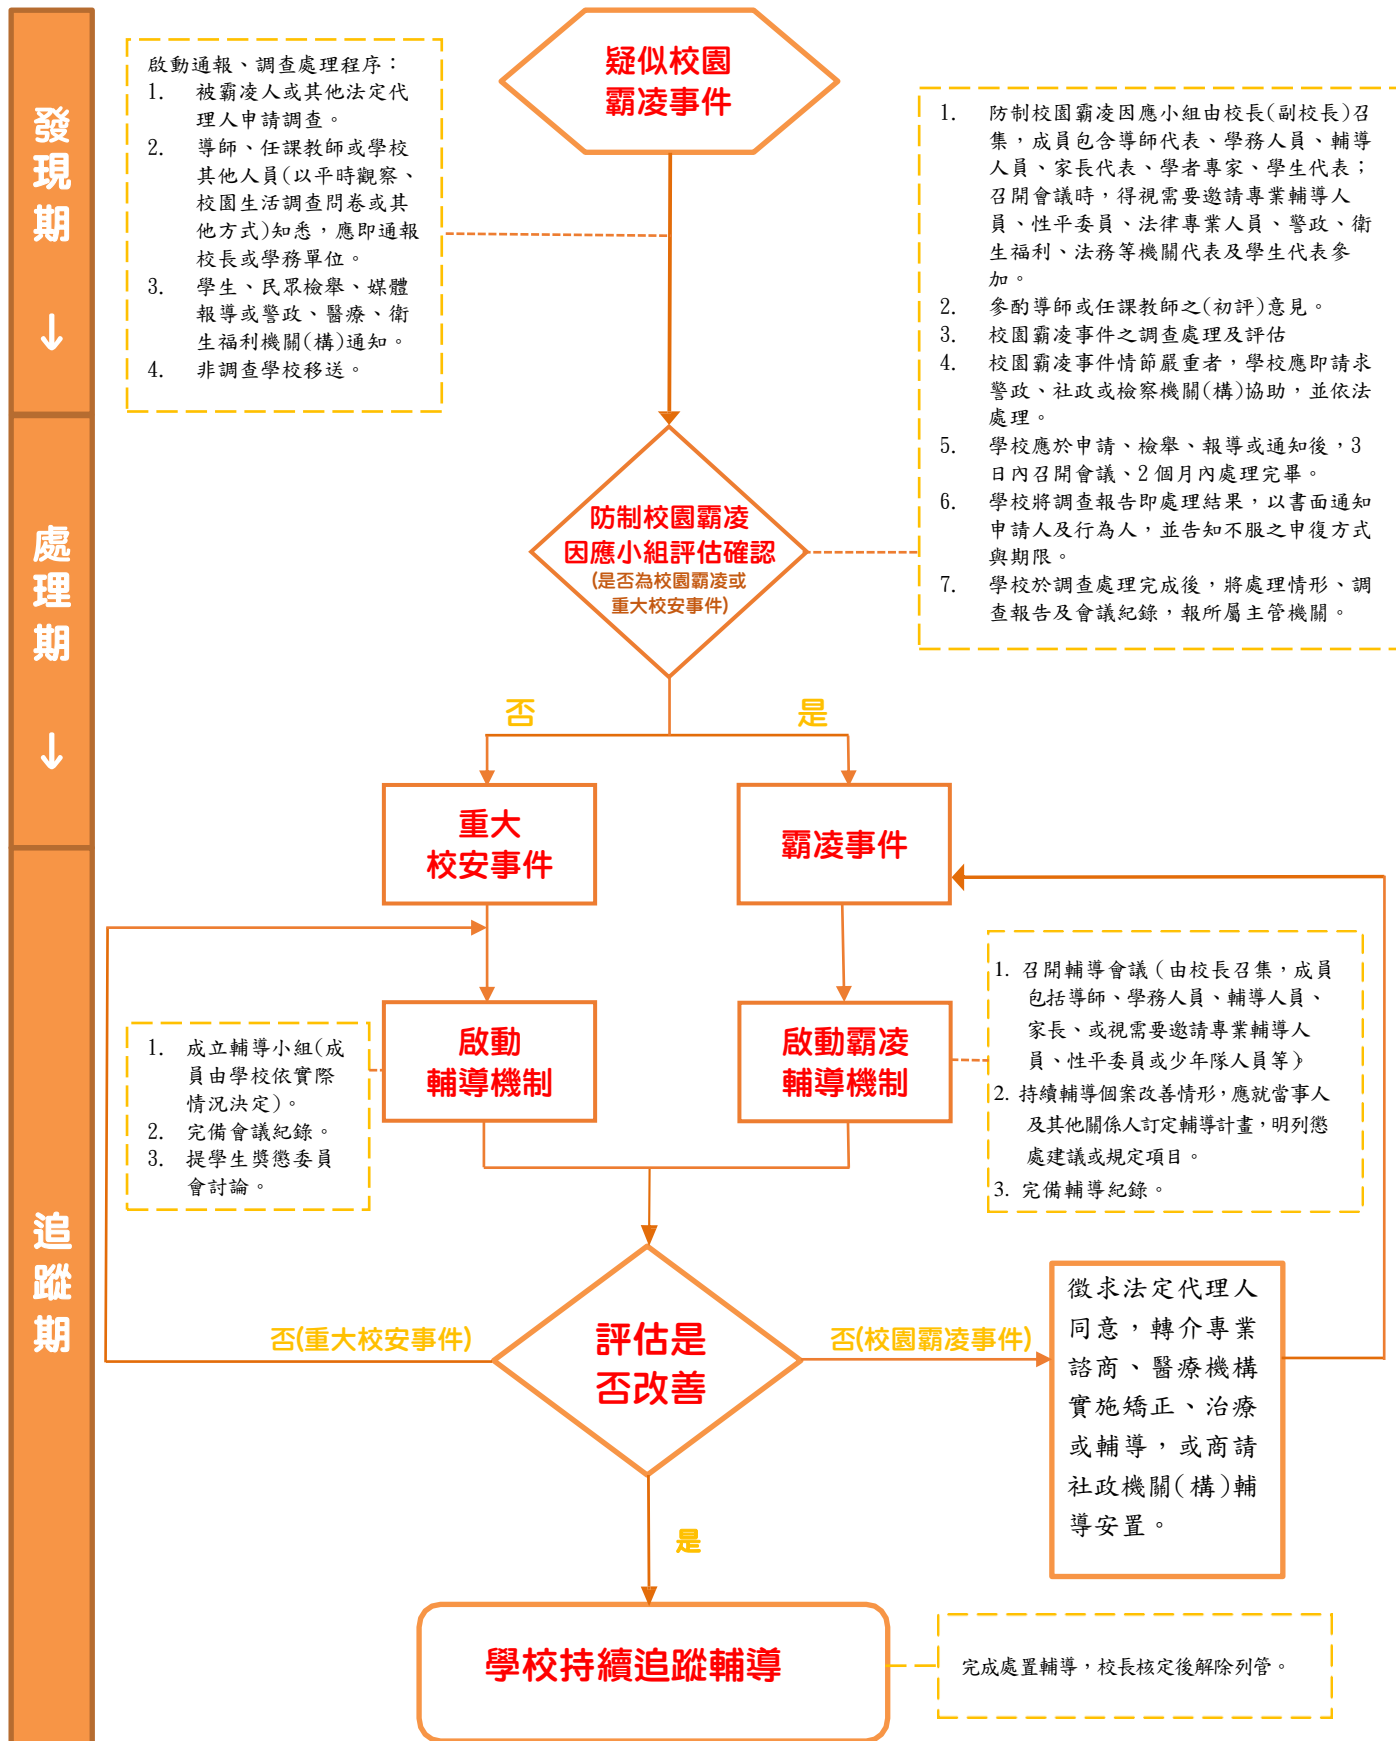 發現期
↓
處理期
↓
追蹤期
疑似校園
霸凌事件
啟動通報、調查處理程序：
1. 被霸凌人或其他法定代
理人申請調查。
2. 導師、任課教師或學校
其他人員(以平時觀察、
校園生活調查問卷或其
他方式)知悉，應即通報
校長或學務單位。
3. 學生、民眾檢舉、媒體
報導或警政、醫療、衛
生福利機關(構)通知。
4. 非調查學校移送。
1. 防制校園霸凌因應小組由校長(副校長)召
集，成員包含導師代表、學務人員、輔導
人員、家長代表、學者專家、學生代表；
召開會議時，得視需要邀請專業輔導人
員、性平委員、法律專業人員、警政、衛
生福利、法務等機關代表及學生代表參
加。
2. 參酌導師或任課教師之(初評)意見。
3. 校園霸凌事件之調查處理及評估
4. 校園霸凌事件情節嚴重者，學校應即請求
警政、社政或檢察機關(構)協助，並依法
處理。
5. 學校應於申請、檢舉、報導或通知後，3
日內召開會議、2個月內處理完畢。
6. 學校將調查報告即處理結果，以書面通知
申請人及行為人，並告知不服之申復方式
與期限。
7. 學校於調查處理完成後，將處理情形、調
查報告及會議紀錄，報所屬主管機關。
防制校園霸凌
因應小組評估確認
(是否為校園霸凌或
重大校安事件)
否
是
重大
校安事件
霸凌事件
啟動
輔導機制
啟動霸凌
輔導機制
1. 成立輔導小組(成
員由學校依實際
情況決定)。
2. 完備會議紀錄。
3. 提學生獎懲委員
會討論。
1. 召開輔導會議（由校長召集，成員
包括導師、學務人員、輔導人員、
家長、或視需要邀請專業輔導人
員、性平委員或少年隊人員等）
2. 持續輔導個案改善情形，應就當事人
及其他關係人訂定輔導計畫，明列懲
處建議或規定項目。
3. 完備輔導紀錄。
評估是
否改善
否(重大校安事件)
否(校園霸凌事件)
徵求法定代理人
同意，轉介專業
諮商、醫療機構
實施矯正、治療
或輔導，或商請
社政機關(構)輔
導安置。
是
學校持續追蹤輔導
完成處置輔導，校長核定後解除列管。